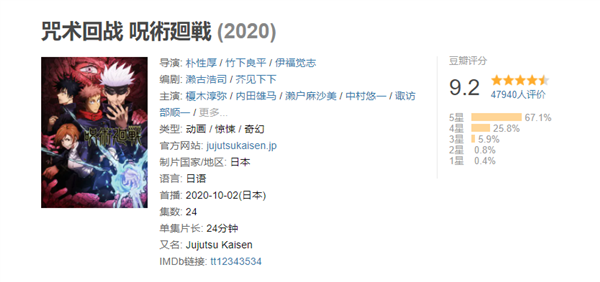 咒术回战 呪術廻戦 (2020)
导演: 朴性厚 / 竹下良平 / 伊福觉志
编剧: 濑古浩司 / 芥见下下
主演: 榎木淳弥 / 内田雄马 / 濑户麻沙美 / 中村悠一 / 诹访
部顺一 / 更多...
类型: 动画 / 惊悚 / 奇幻
官方网站: jujutsukaisen.jp
制片国家/地区: 日本
语言: 日语
首播: 2020-10-02(日本)
集数: 24
单集片长: 24分钟
又名: Jujutsu Kaisen
IMDb链接: tt12343534
豆瓣评分
9.2
47940人评价
5星 67.1%
4星 25.8%
3星 5.9%
2星 0.8%
1星 0.4%
呪術廻戦